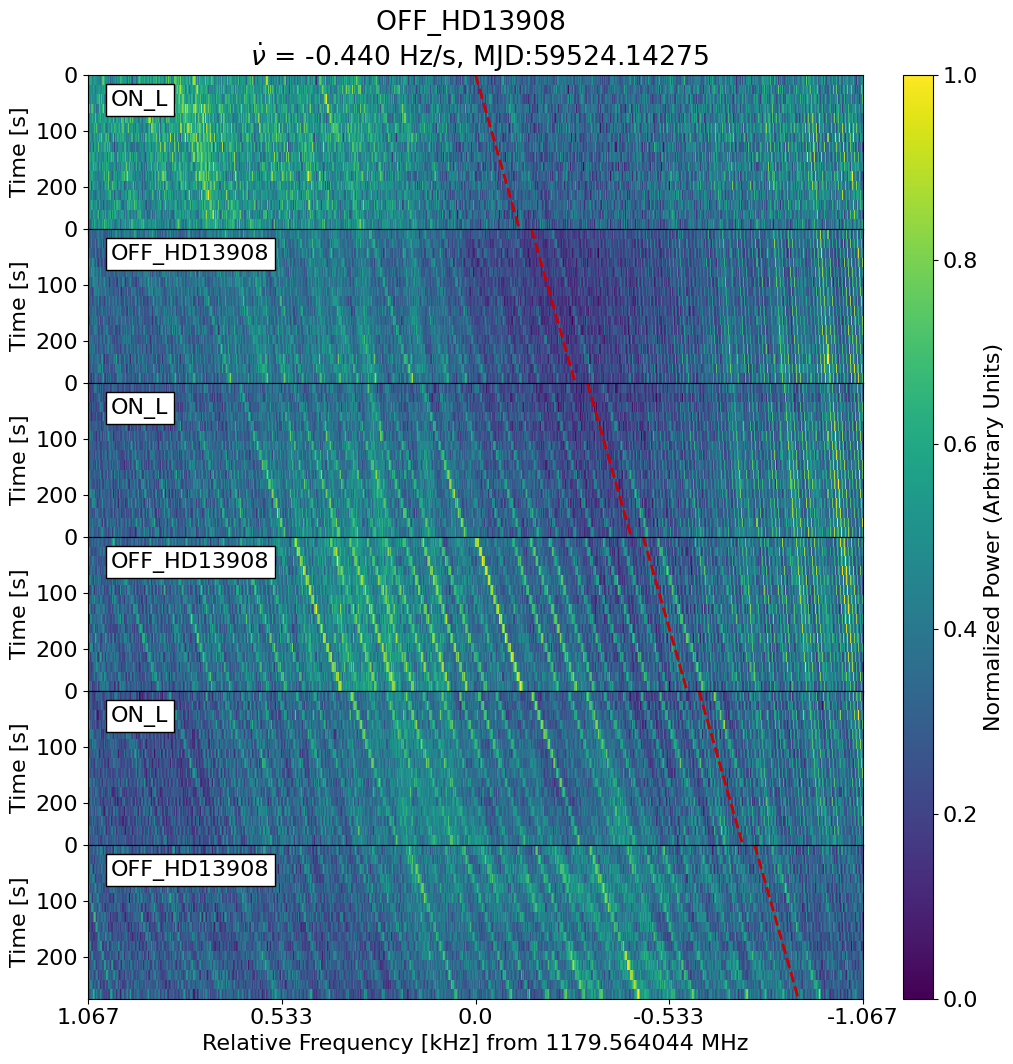 OFF_HD13908
ν̇ = -0.440 Hz/s, MJD:59524.14275
0
ON_L
100
200
Time [s]
0
OFF_HD13908
100
200
Time [s]
0
ON_L
100
200
Time [s]
0
OFF_HD13908
100
200
Time [s]
0
ON_L
100
200
Time [s]
0
OFF_HD13908
100
200
Time [s]
1.067 0.533 0.0 -0.533 -1.067
Relative Frequency [kHz] from 1179.564044 MHz
1.0
0.8
0.6
0.4
0.2
0.0
Normalized Power (Arbitrary Units)